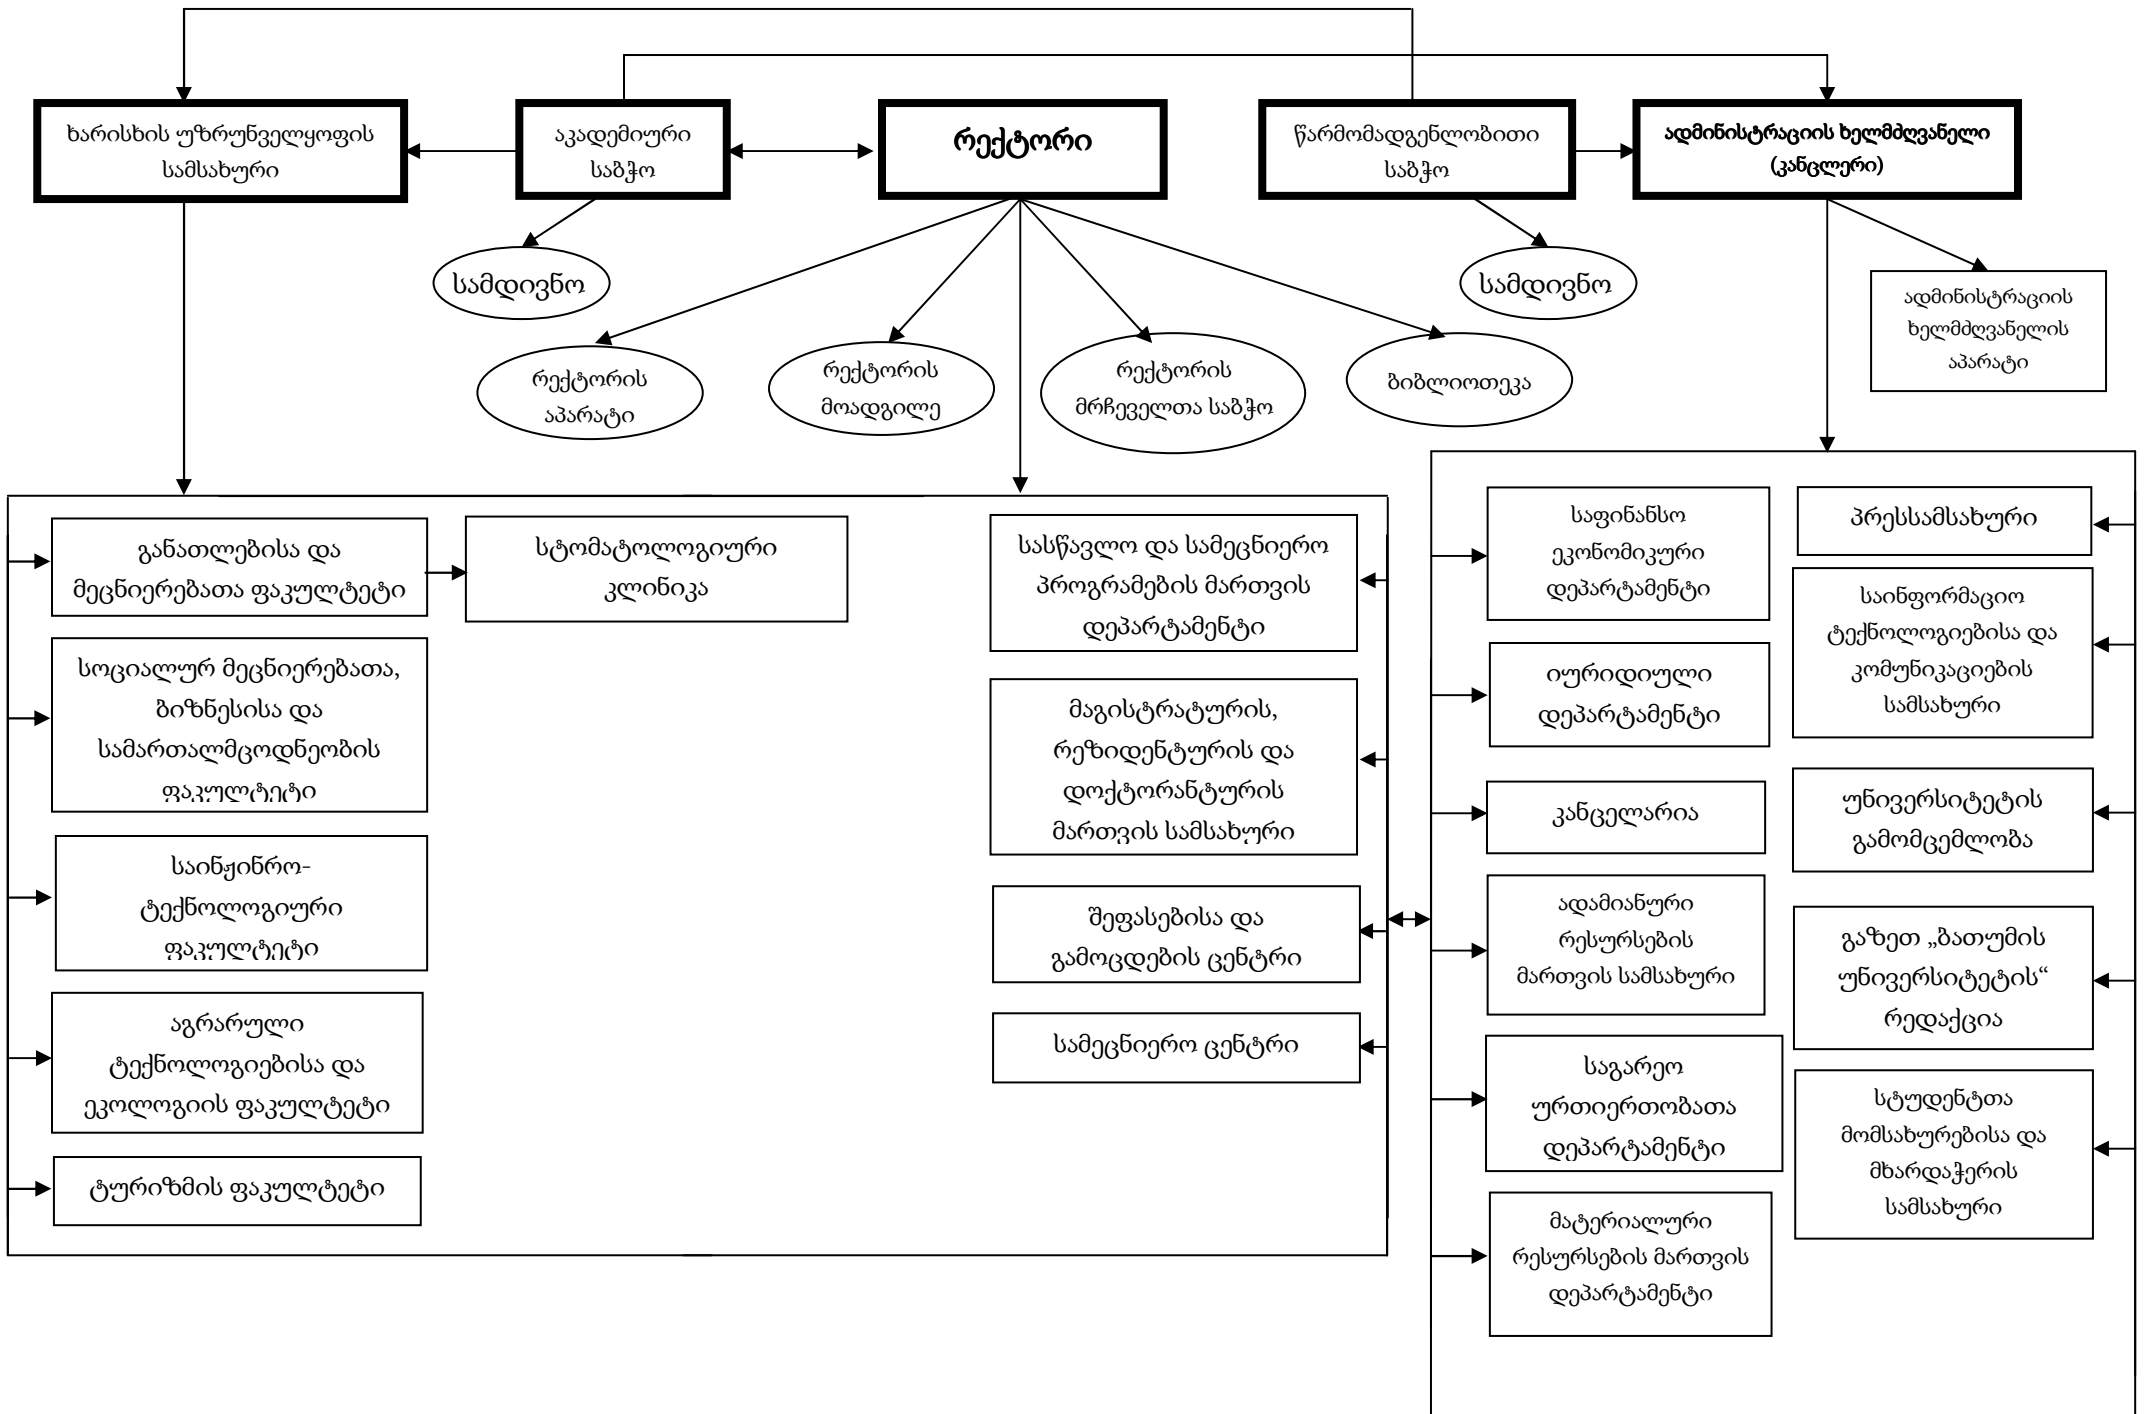 ხარისხის უზრუნველყოფის
სამსახური
აკადემიური
საბჭო
რექტორი
წარმომადგენლობითი
საბჭო
ადმინისტრაციის ხელმძღვანელი
(კანცლერი)
სამდივნო
სამდივნო
ადმინისტრაციის
ხელმძღვანელის
აპარატი
რექტორის
აპარატი
რექტორის
მოადგილე
რექტორის
მრჩეველთა საბჭო
ბიბლიოთეკა
განათლებისა და
მეცნიერებათა ფაკულტეტი
სტომატოლოგიური
კლინიკა
სოციალურ მეცნიერებათა,
ბიზნესისა და
სამართალმცოდნეობის
ფაკულტეტი
საინჟინრო-
ტექნოლოგიური
ფაკულტეტი
აგრარული
ტექნოლოგიებისა და
ეკოლოგიის ფაკულტეტი
ტურიზმის ფაკულტეტი
სასწავლო და სამეცნიერო
პროგრამების მართვის
დეპარტამენტი
მაგისტრატურის,
რეზიდენტურის და
დოქტორანტურის
მართვის სამსახური
შეფასებისა და
გამოცდების ცენტრი
სამეცნიერო ცენტრი
საფინანსო
ეკონომიკური
დეპარტამენტი
იურიდიული
დეპარტამენტი
კანცელარია
ადამიანური
რესურსების
მართვის სამსახური
საგარეო
ურთიერთობათა
დეპარტამენტი
მატერიალური
რესურსების მართვის
დეპარტამენტი
პრესსამსახური
საინფორმაციო
ტექნოლოგიებისა და
კომუნიკაციების
სამსახური
უნივერსიტეტის
გამომცემლობა
გაზეთ „ბათუმის
უნივერსიტეტის“
რედაქცია
სტუდენტთა
მომსახურებისა და
მხარდაჭერის
სამსახური